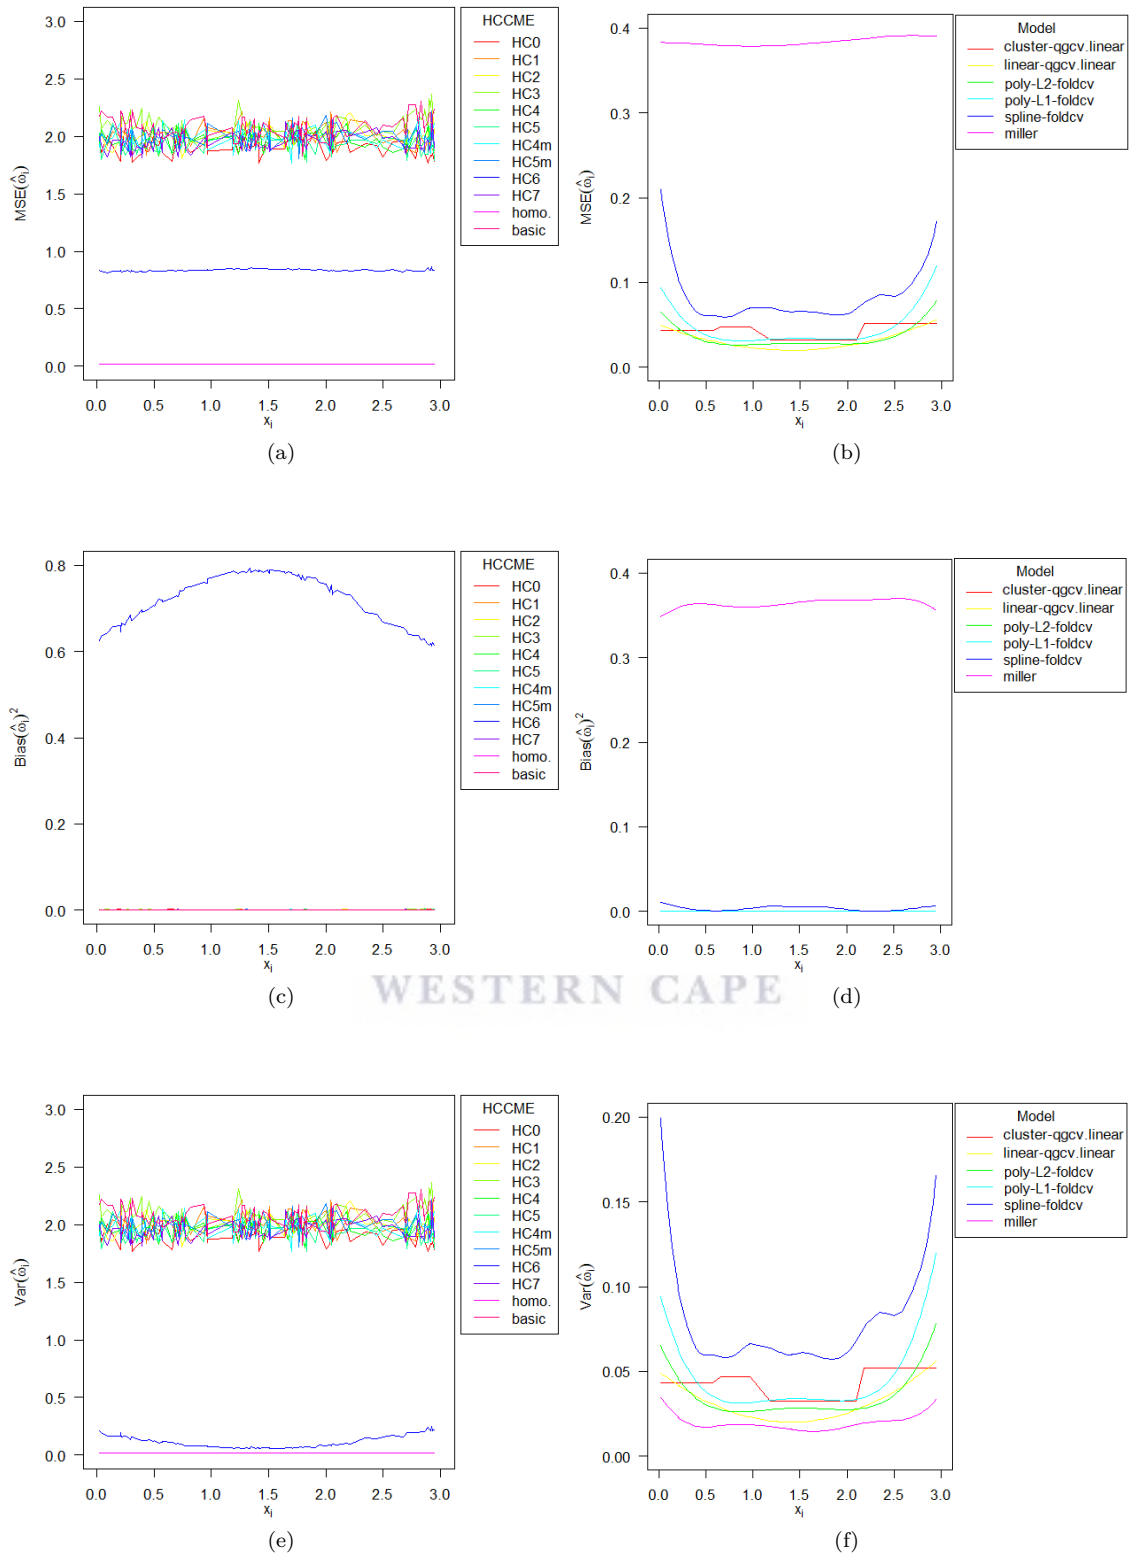 HCCME
HC0
HC1
HC2
HC3
HC4
HC5
HC4m
HC5m
HC6
HC7
homo.
basic
MSE(ω̂ᵢ)
3.0
2.5
2.0
1.5
1.0
0.5
0.0
0.0 0.5 1.0 1.5 2.0 2.5 3.0
xᵢ
(a)
Model
cluster-qgcv.linear
linear-qgcv.linear
poly-L2-foldcv
poly-L1-foldcv
spline-foldcv
miller
MSE(ω̂ᵢ)
0.4
0.3
0.2
0.1
0.0
0.0 0.5 1.0 1.5 2.0 2.5 3.0
xᵢ
(b)
HCCME
HC0
HC1
HC2
HC3
HC4
HC5
HC4m
HC5m
HC6
HC7
homo.
basic
Bias(ω̂ᵢ)²
0.8
0.6
0.4
0.2
0.0
0.0 0.5 1.0 1.5 2.0 2.5 3.0
xᵢ
(c)
Model
cluster-qgcv.linear
linear-qgcv.linear
poly-L2-foldcv
poly-L1-foldcv
spline-foldcv
miller
Bias(ω̂ᵢ)²
0.4
0.3
0.2
0.1
0.0
0.0 0.5 1.0 1.5 2.0 2.5 3.0
xᵢ
(d)
WESTERN CAPE
HCCME
HC0
HC1
HC2
HC3
HC4
HC5
HC4m
HC5m
HC6
HC7
homo.
basic
Var(ω̂ᵢ)
3.0
2.5
2.0
1.5
1.0
0.5
0.0
0.0 0.5 1.0 1.5 2.0 2.5 3.0
xᵢ
(e)
Model
cluster-qgcv.linear
linear-qgcv.linear
poly-L2-foldcv
poly-L1-foldcv
spline-foldcv
miller
Var(ω̂ᵢ)
0.20
0.15
0.10
0.05
0.00
0.0 0.5 1.0 1.5 2.0 2.5 3.0
xᵢ
(f)